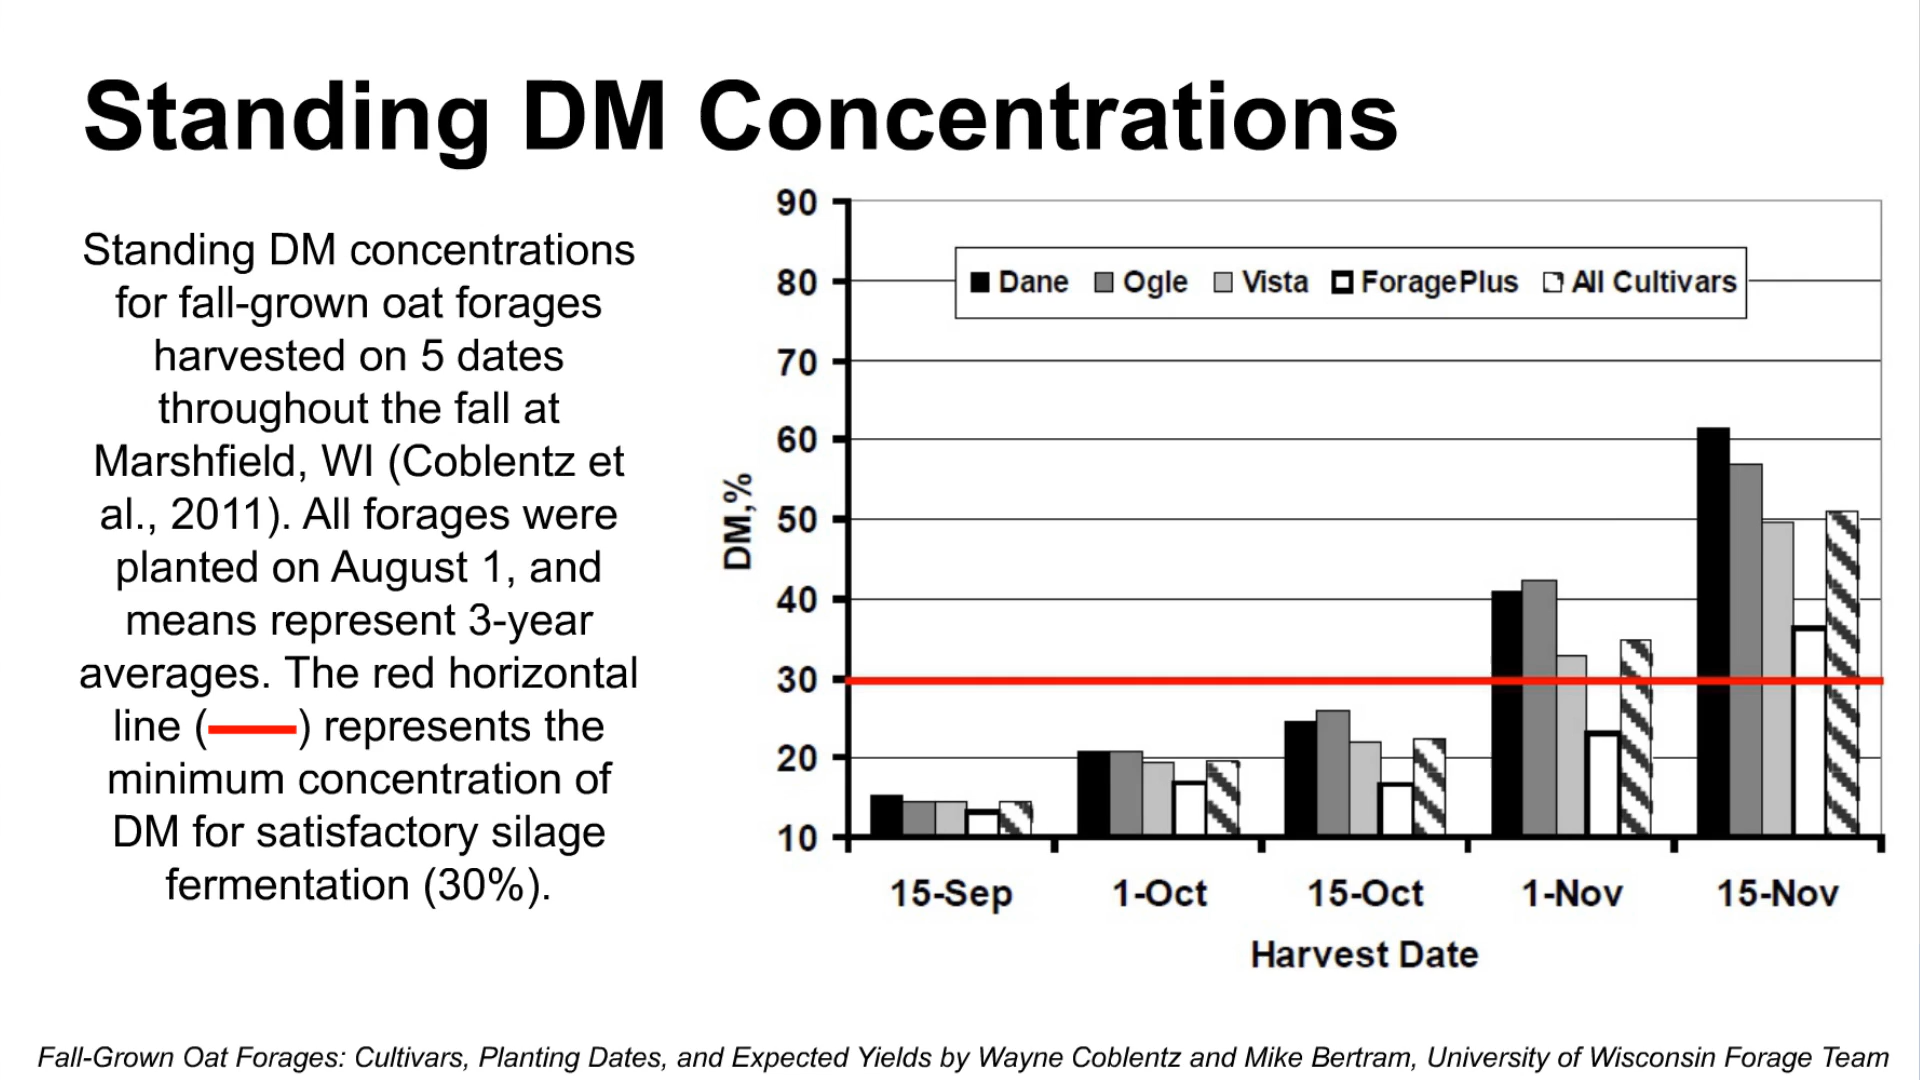 Standing DM Concentrations
Standing DM concentrations
for fall-grown oat forages
harvested on 5 dates
throughout the fall at
Marshfield, WI (Coblentz et
al., 2011). All forages were
planted on August 1, and
means represent 3-year
averages. The red horizontal
line ( ) represents the
minimum concentration of
DM for satisfactory silage
fermentation (30%).
90
80
70
60
50
40
30
20
10
DM,%
Dane Ogle Vista ForagePlus All Cultivars
15-Sep 1-Oct 15-Oct 1-Nov 15-Nov
Harvest Date
Fall-Grown Oat Forages: Cultivars, Planting Dates, and Expected Yields by Wayne Coblentz and Mike Bertram, University of Wisconsin Forage Team